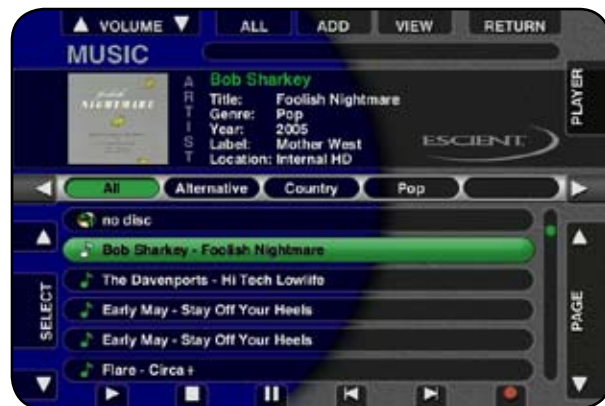 VOLUME ALL ADD VIEW RETURN
MUSIC
PLAYER
ARTIST
Bob Sharkey
Title: Foolish Nightmare
Genre: Pop
Year: 2005
Label: Mother West
Location: Internal HD
ESCIENT
foolish
NIGHTMARE
All Alternative Country Pop
SELECT
no disc
Bob Sharkey - Foolish Nightmare
The Davenports - Hi Tech Lowlife
Early May - Stay Off Your Heels
Early May - Stay Off Your Heels
Flare - Circa +
PAGE